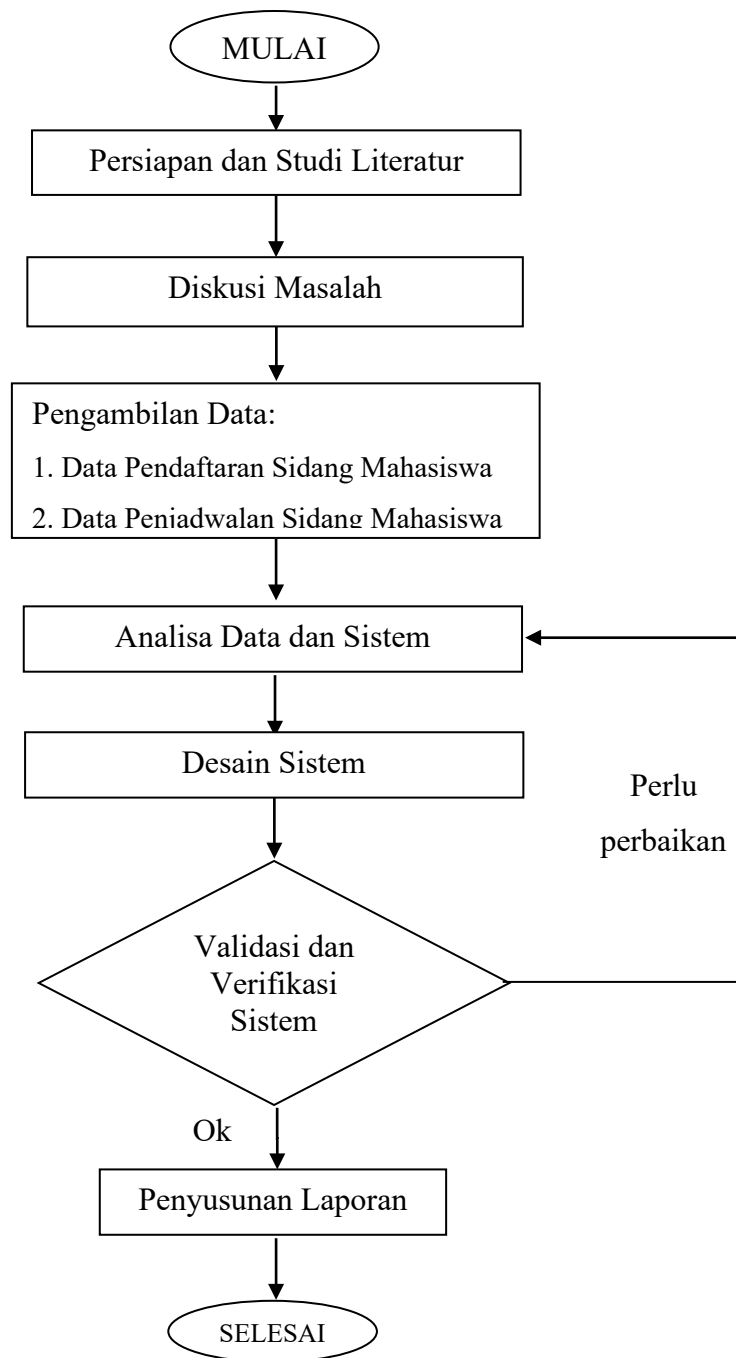 MULAI
Persiapan dan Studi Literatur
Diskusi Masalah
Pengambilan Data:
1. Data Pendaftaran Sidang Mahasiswa
2. Data Penjadwalan Sidang Mahasiswa
Analisa Data dan Sistem
Desain Sistem
Perlu
perbaikan
Validasi dan
Verifikasi
Sistem
Ok
Penyusunan Laporan
SELESAI